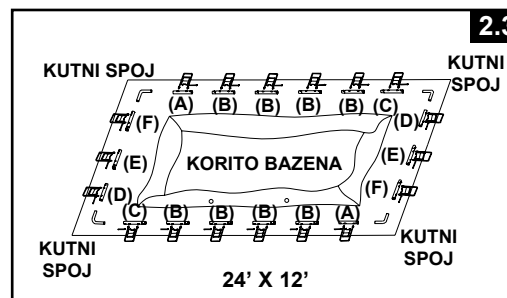 2.3
KUTNI SPOJ
KUTNI
SPOJ
(A) (B) (B) (B) (B) (C)
(F) (D)
(E) KORITO BAZENA (E)
(D) (F)
(C) (B) (B) (B) (B) (A)
KUTNI
SPOJ
KUTNI
SPOJ
24’ X 12’